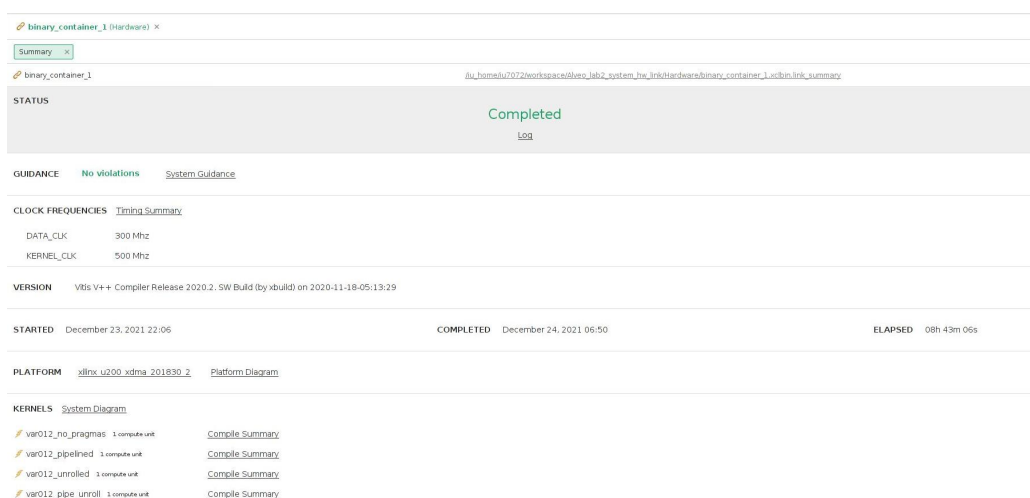 binary_container_1 (Hardware) ×
Summary ×
binary_container_1 /iu_home/iu7072/workspace/Alveo_lab2_system_hw_link/Hardware/binary_container_1.xclbin.link_summary
STATUS
Completed
Log
GUIDANCE No violations System Guidance
CLOCK FREQUENCIES Timing Summary
DATA_CLK 300 Mhz
KERNEL_CLK 500 Mhz
VERSION Vitis V++ Compiler Release 2020.2. SW Build (by xbuild) on 2020-11-18-05:13:29
STARTED December 23, 2021 22:06 COMPLETED December 24, 2021 06:50 ELAPSED 08h 43m 06s
PLATFORM xilinx_u200_xdma_201830_2 Platform Diagram
KERNELS System Diagram
var012_no_pragmas 1 compute unit Compile Summary
var012_pipelined 1 compute unit Compile Summary
var012_unrolled 1 compute unit Compile Summary
var012_pipe_unroll 1 compute unit Compile Summary